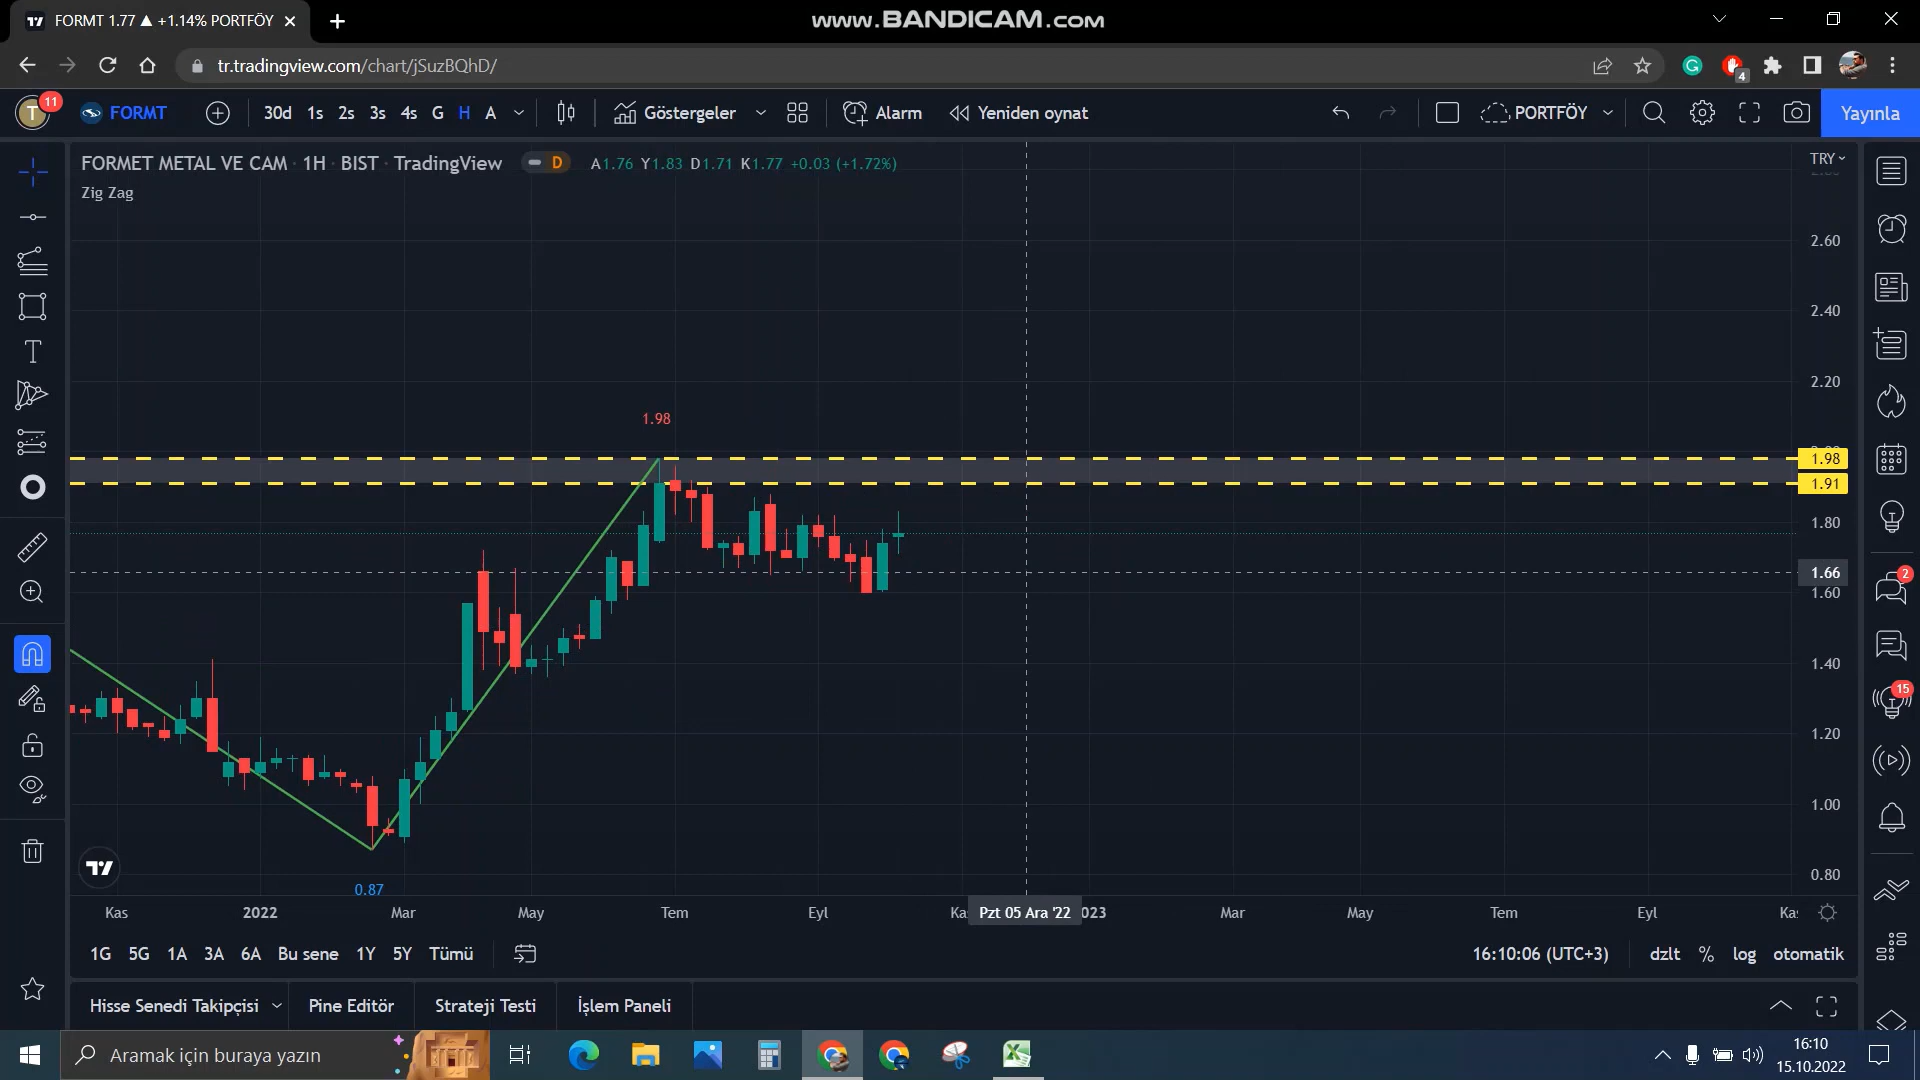 FORMT 1.77 ▲ +1.14% PORTFÖY
www.BANDICAM.com
tr.tradingview.com/chart/jSuzBQhD/
4
T 11 FORMT 30d 1s 2s 3s 4s G H A Göstergeler Alarm Yeniden oynat PORTFÖY Yayınla
FORMET METAL VE CAM · 1H · BIST · TradingView D A1.76 Y1.83 D1.71 K1.77 +0.03 (+1.72%)
TRY
Zig Zag
2.60
2.40
2.20
1.98
1.98
1.91
1.80
1.66
1.60
1.40
1.20
1.00
0.80
0.87
2
15
Kas 2022 Mar May Tem Eyl Pzt 05 Ara '22 023 Mar May Tem Eyl
1G 5G 1A 3A 6A Bu sene 1Y 5Y Tümü 16:10:06 (UTC+3) dzlt % log otomatik
Hisse Senedi Takipçisi Pine Editör Strateji Testi İşlem Paneli
Aramak için buraya yazın
16:10
15.10.2022